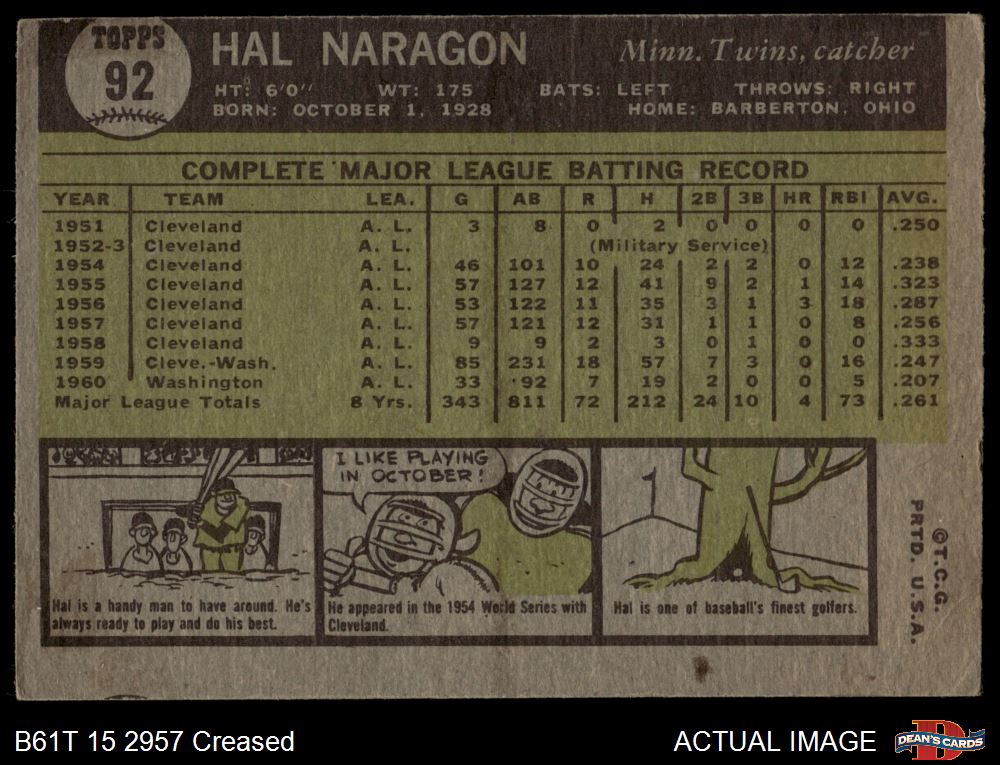 TOPPS
92
HAL NARAGON
Minn. Twins, catcher
HT: 6'0" WT: 175 BATS: LEFT THROWS: RIGHT
BORN: OCTOBER 1, 1928 HOME: BARBERTON, OHIO
COMPLETE MAJOR LEAGUE BATTING RECORD
YEAR TEAM LEA. G AB R H 2B 3B HR RBI AVG.
1951 Cleveland A. L. 3 8 0 2 0 0 0 0 .250
1952-3 Cleveland (Military Service)
1954 Cleveland A. L. 46 101 10 24 2 2 0 12 .238
1955 Cleveland A. L. 57 127 12 41 9 2 1 14 .323
1956 Cleveland A. L. 53 122 11 35 3 1 3 18 .287
1957 Cleveland A. L. 57 121 12 31 1 1 0 8 .256
1958 Cleveland A. L. 9 9 2 3 0 1 0 0 .333
1959 Cleve.-Wash. A. L. 85 231 18 57 7 3 0 16 .247
1960 Washington A. L. 33 92 7 19 2 0 0 5 .207
Major League Totals 8 Yrs. 343 811 72 212 24 10 4 73 .261
I LIKE PLAYING
IN OCTOBER!
1
Hal is a handy man to have around. He's
always ready to play and do his best.
He appeared in the 1954 World Series with
Cleveland.
Hal is one of baseball's finest golfers.
©T.C.G.
PRTD. U.S.A.
B61T 15 2957 Creased
ACTUAL IMAGE
DEAN'S CARDS